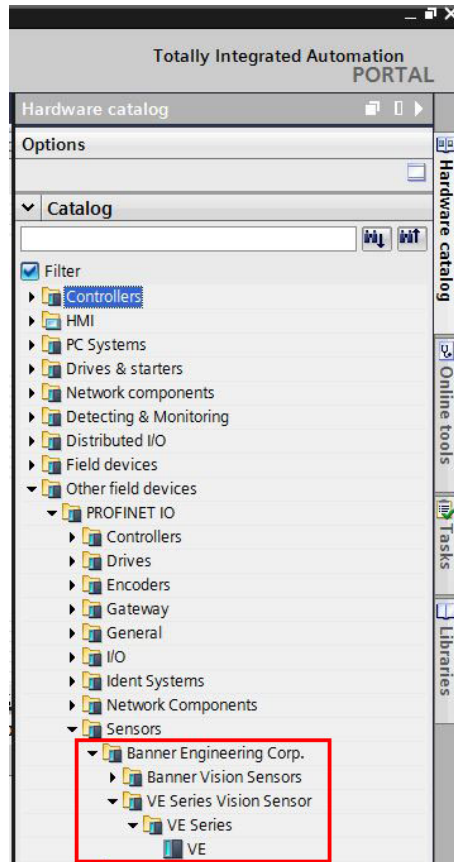 Totally Integrated Automation
PORTAL
Hardware catalog
Options
Catalog
Filter
Controllers
HMI
PC Systems
Drives & starters
Network components
Detecting & Monitoring
Distributed I/O
Field devices
Other field devices
PROFINET IO
Controllers
Drives
Encoders
Gateway
General
I/O
Ident Systems
Network Components
Sensors
Banner Engineering Corp.
Banner Vision Sensors
VE Series Vision Sensor
VE Series
VE
Hardware catalog
Online tools
Tasks
Libraries